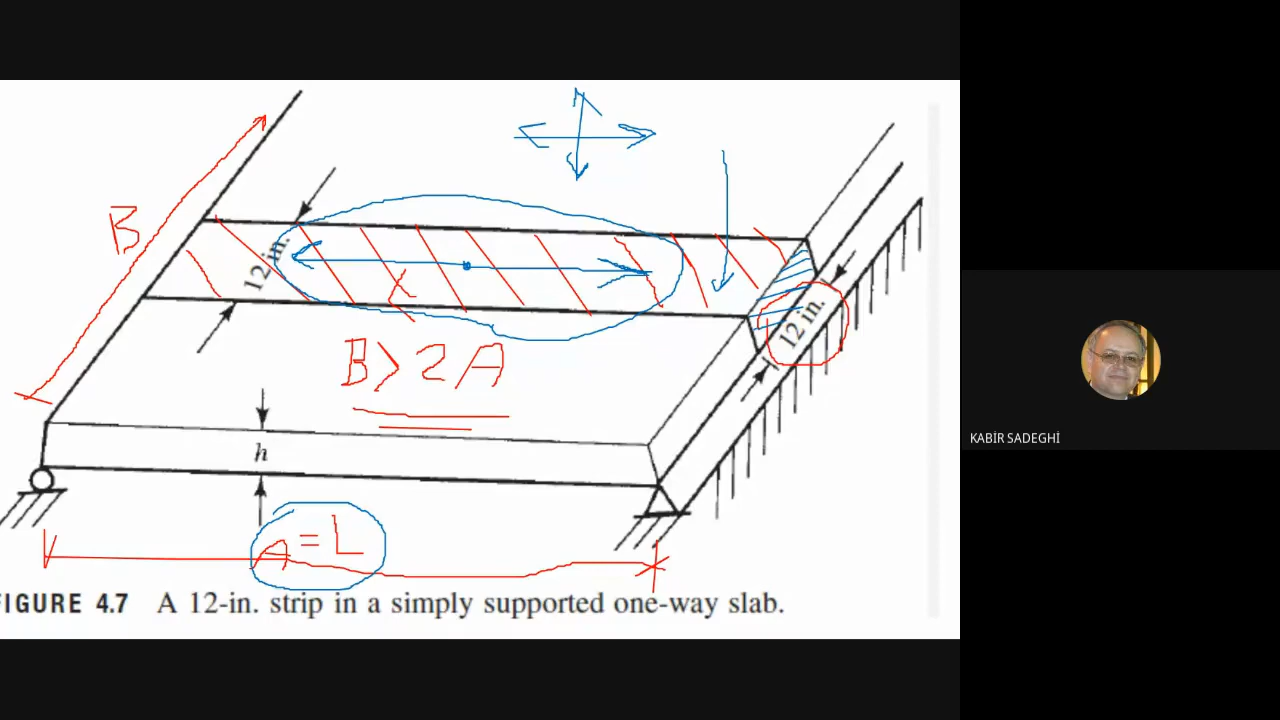 B
12 in.
L
12 in.
B > 2A
h
A = L
FIGURE 4.7 A 12-in. strip in a simply supported one-way slab.
KABİR SADEGHİ